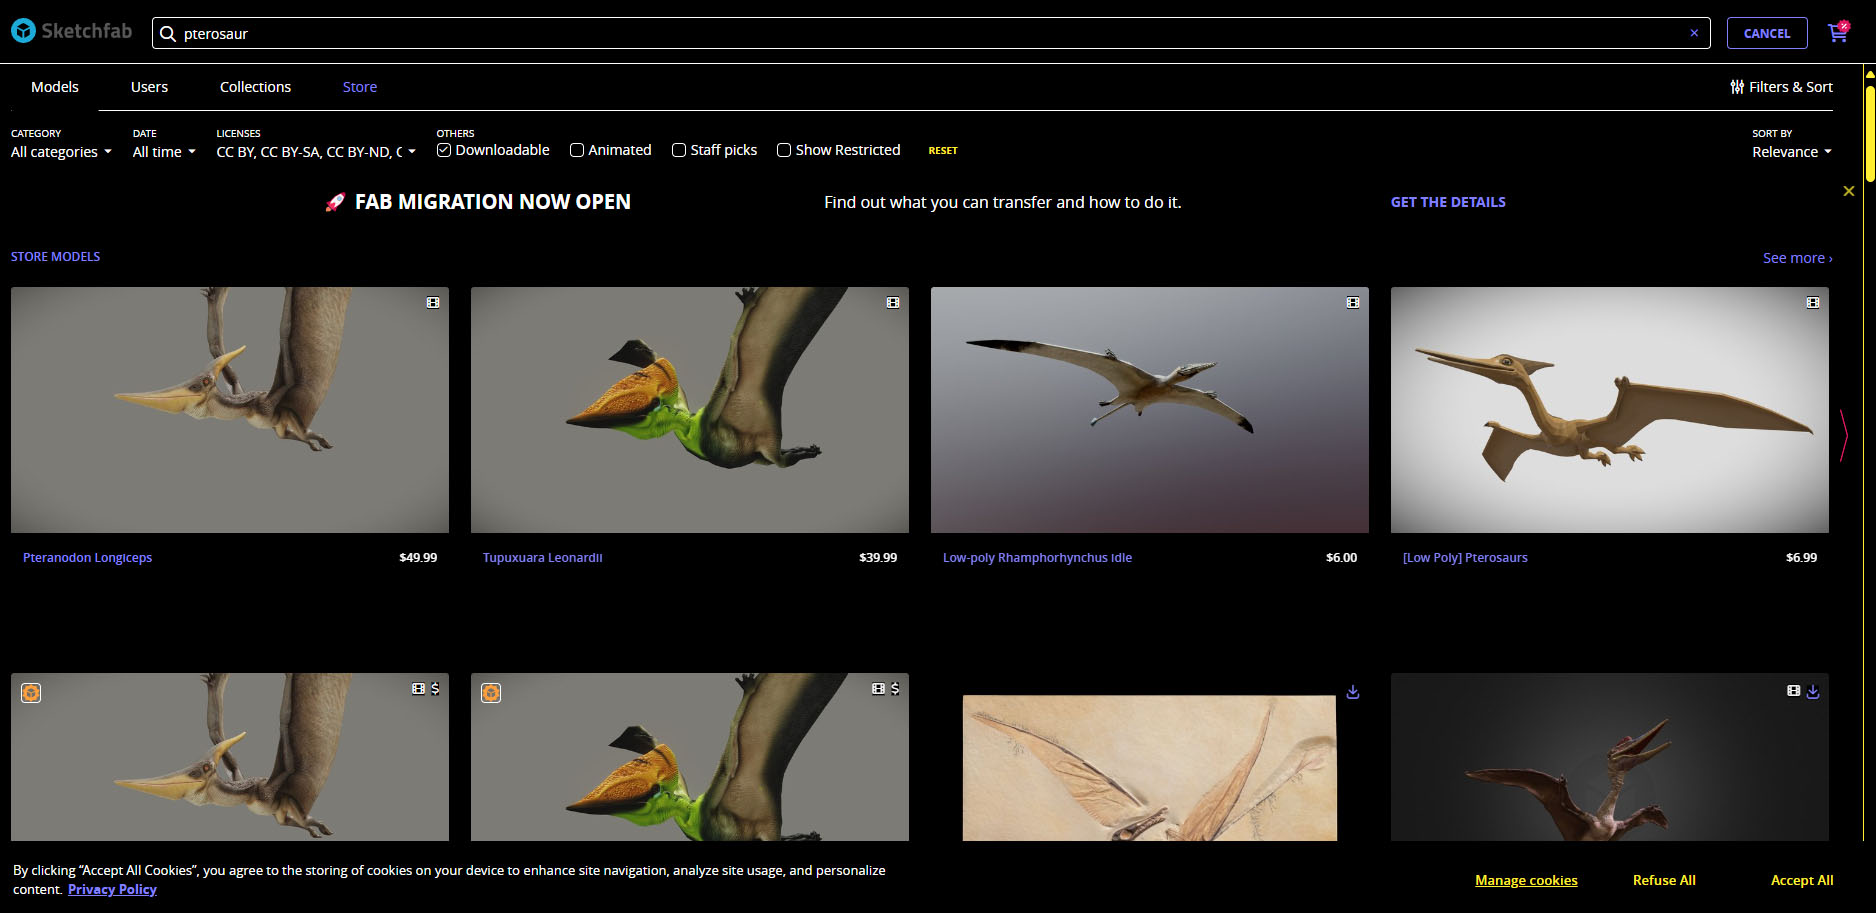 Sketchfab
pterosaur
CANCEL
Models
Users
Collections
Store
Filters & Sort
CATEGORY
All categories
DATE
All time
LICENSES
CC BY, CC BY-SA, CC BY-ND, C
OTHERS
Downloadable
Animated
Staff picks
Show Restricted
RESET
SORT BY
Relevance
FAB MIGRATION NOW OPEN
Find out what you can transfer and how to do it.
GET THE DETAILS
STORE MODELS
See more ›
Pteranodon Longiceps
$49.99
Tupuxuara Leonardii
$39.99
Low-poly Rhamphorhynchus idle
$6.00
[Low Poly] Pterosaurs
$6.99
$
$
By clicking “Accept All Cookies”, you agree to the storing of cookies on your device to enhance site navigation, analyze site usage, and personalize
content. Privacy Policy
Manage cookies
Refuse All
Accept All